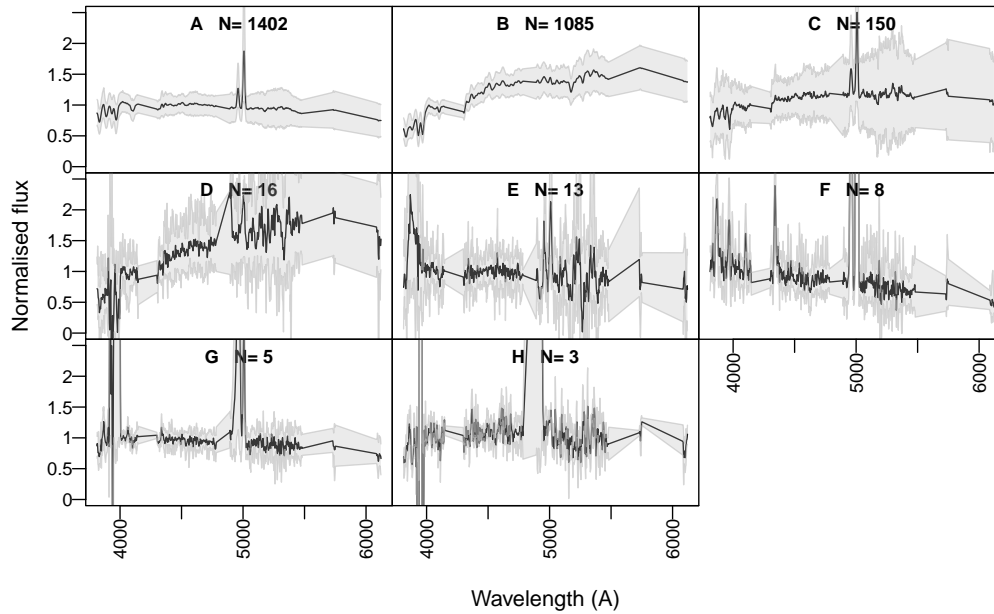 A N= 1402
B N= 1085
C N= 150
0 0.5 1 1.5 2
D N= 16
E N= 13
F N= 8
0 0.5 1 1.5 2
4000 5000 6000
G N= 5
H N= 3
0 0.5 1 1.5 2
4000 5000 6000
4000 5000 6000
Normalised flux
Wavelength (A)